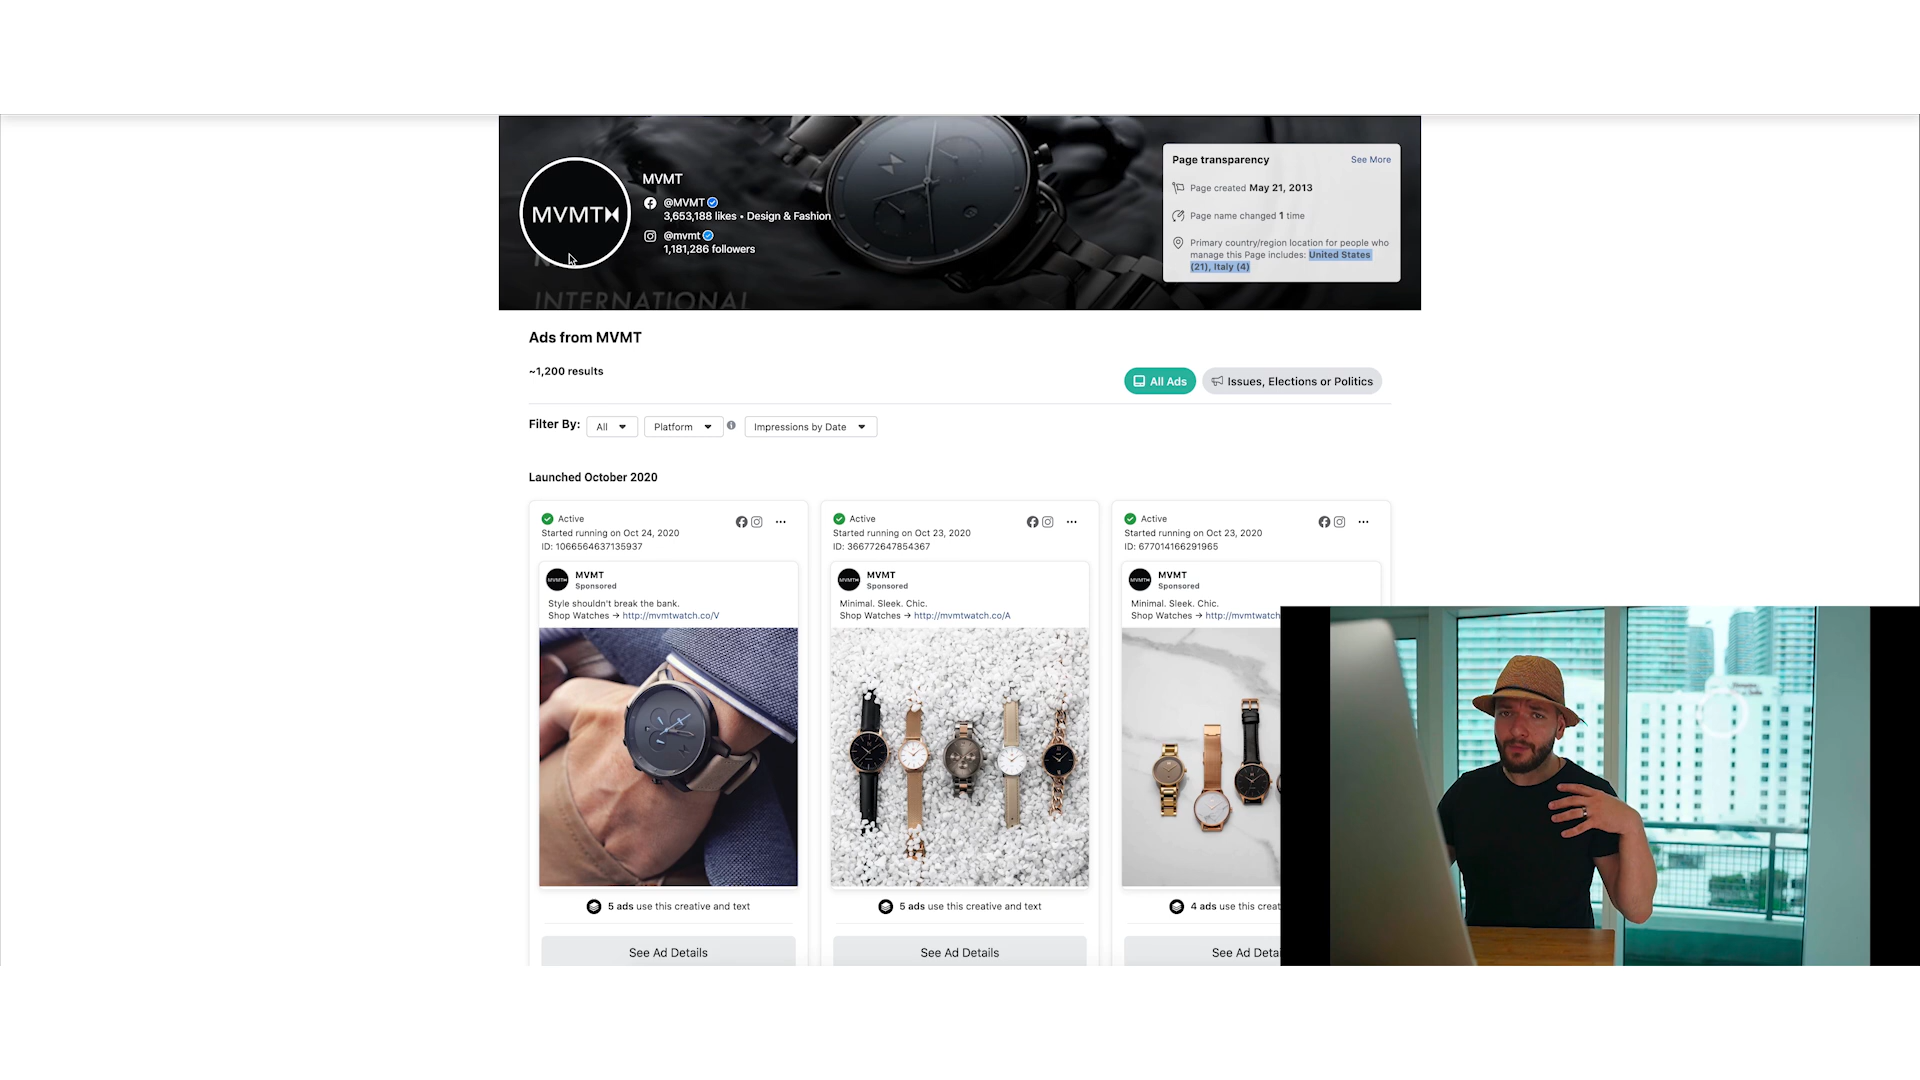 MVMT
MVMT
@MVMT
3,653,188 likes • Design & Fashion
@mvmt
1,181,286 followers
INTERNATIONAL
Page transparency
See More
Page created May 21, 2013
Page name changed 1 time
Primary country/region location for people who
manage this Page includes: United States
(21), Italy (4)
Ads from MVMT
~1,200 results
All Ads
Issues, Elections or Politics
Filter By:
All
Platform
Impressions by Date
Launched October 2020
Active
Started running on Oct 24, 2020
ID: 1066564637135937
MVMT
MVMT
Sponsored
Style shouldn't break the bank.
Shop Watches → http://mvmtwatch.co/V
5 ads use this creative and text
See Ad Details
Active
Started running on Oct 23, 2020
ID: 366772647854367
MVMT
MVMT
Sponsored
Minimal. Sleek. Chic.
Shop Watches → http://mvmtwatch.co/A
5 ads use this creative and text
See Ad Details
Active
Started running on Oct 23, 2020
ID: 677014166291965
MVMT
MVMT
Sponsored
Minimal. Sleek. Chic.
Shop Watches → http://mvmtwatch
4 ads use this creat
See Ad Detai